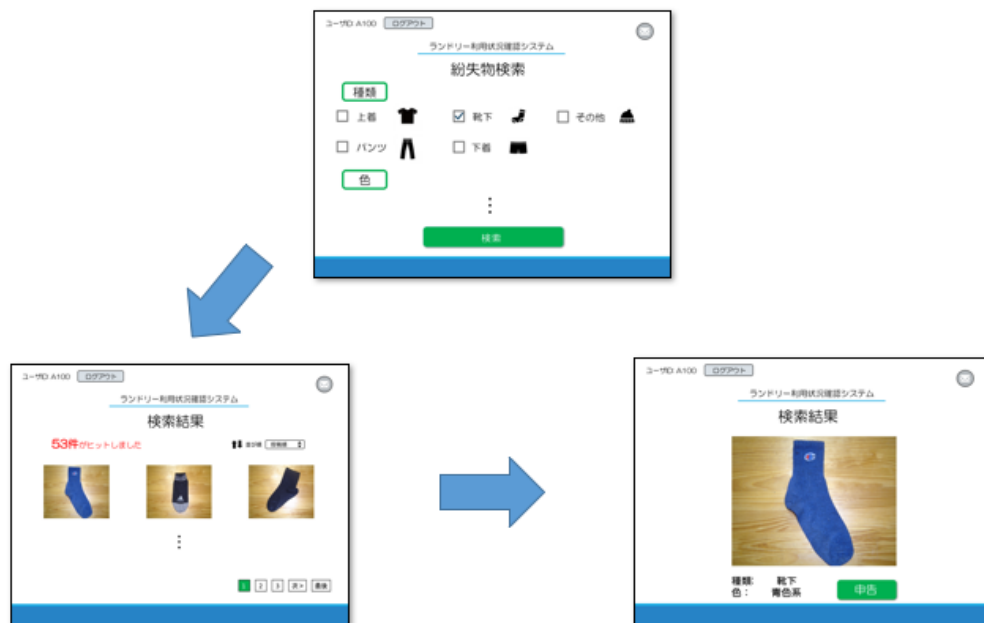 ユーザID: A100 ログアウト
ランドリー利用状況確認システム
紛失物検索
種類
上着 靴下 その他
パンツ 下着
色
検索
ユーザID: A100 ログアウト
ランドリー利用状況確認システム
検索結果
53件がヒットしました 並び順 投稿順
1 2 3 次> 最後
ユーザID: A100 ログアウト
ランドリー利用状況確認システム
検索結果
種類: 靴下
色: 青色系
申告